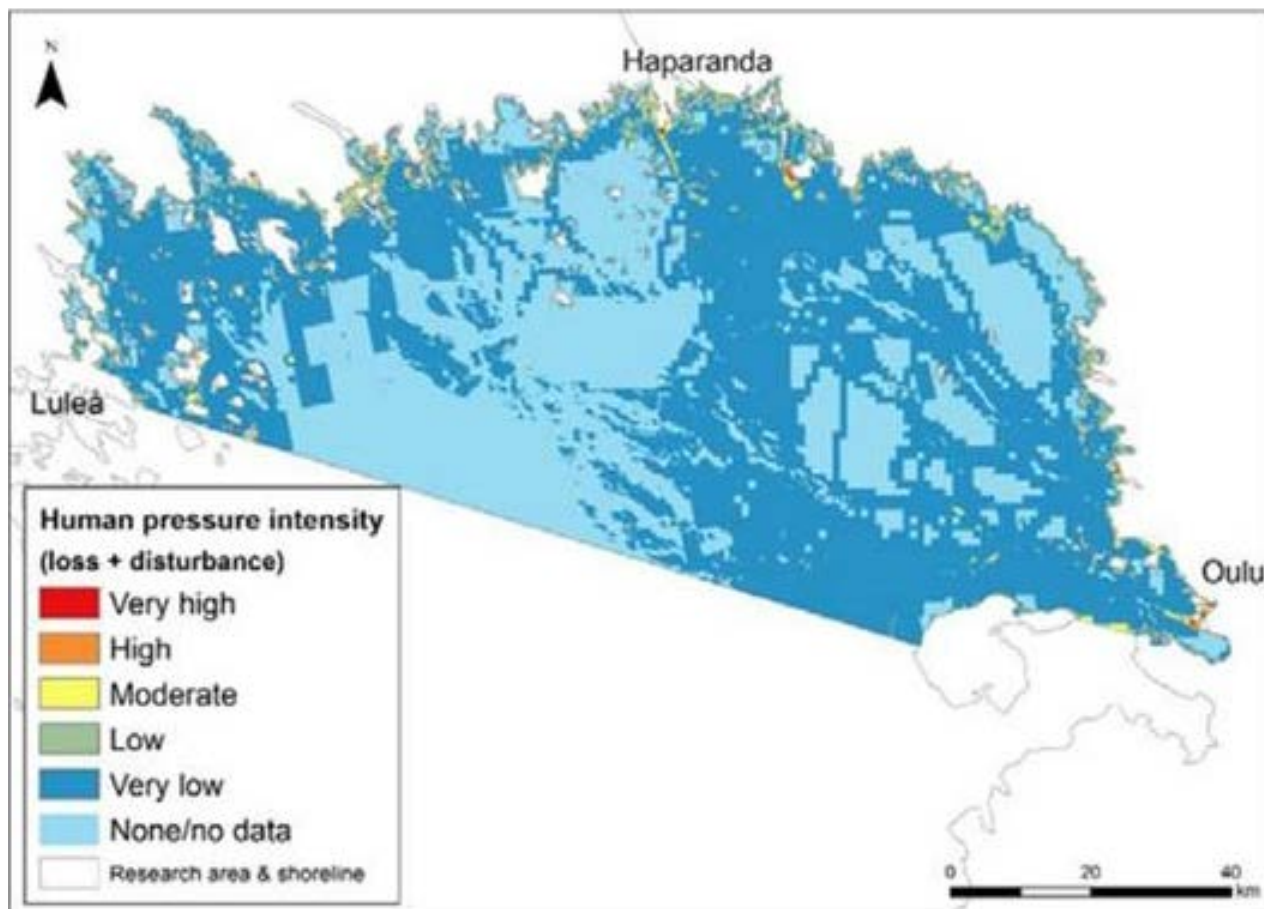 N
Haparanda
Luleå
Oulu
Human pressure intensity
(loss + disturbance)
Very high
High
Moderate
Low
Very low
None/no data
Research area & shoreline
0 20 40
km